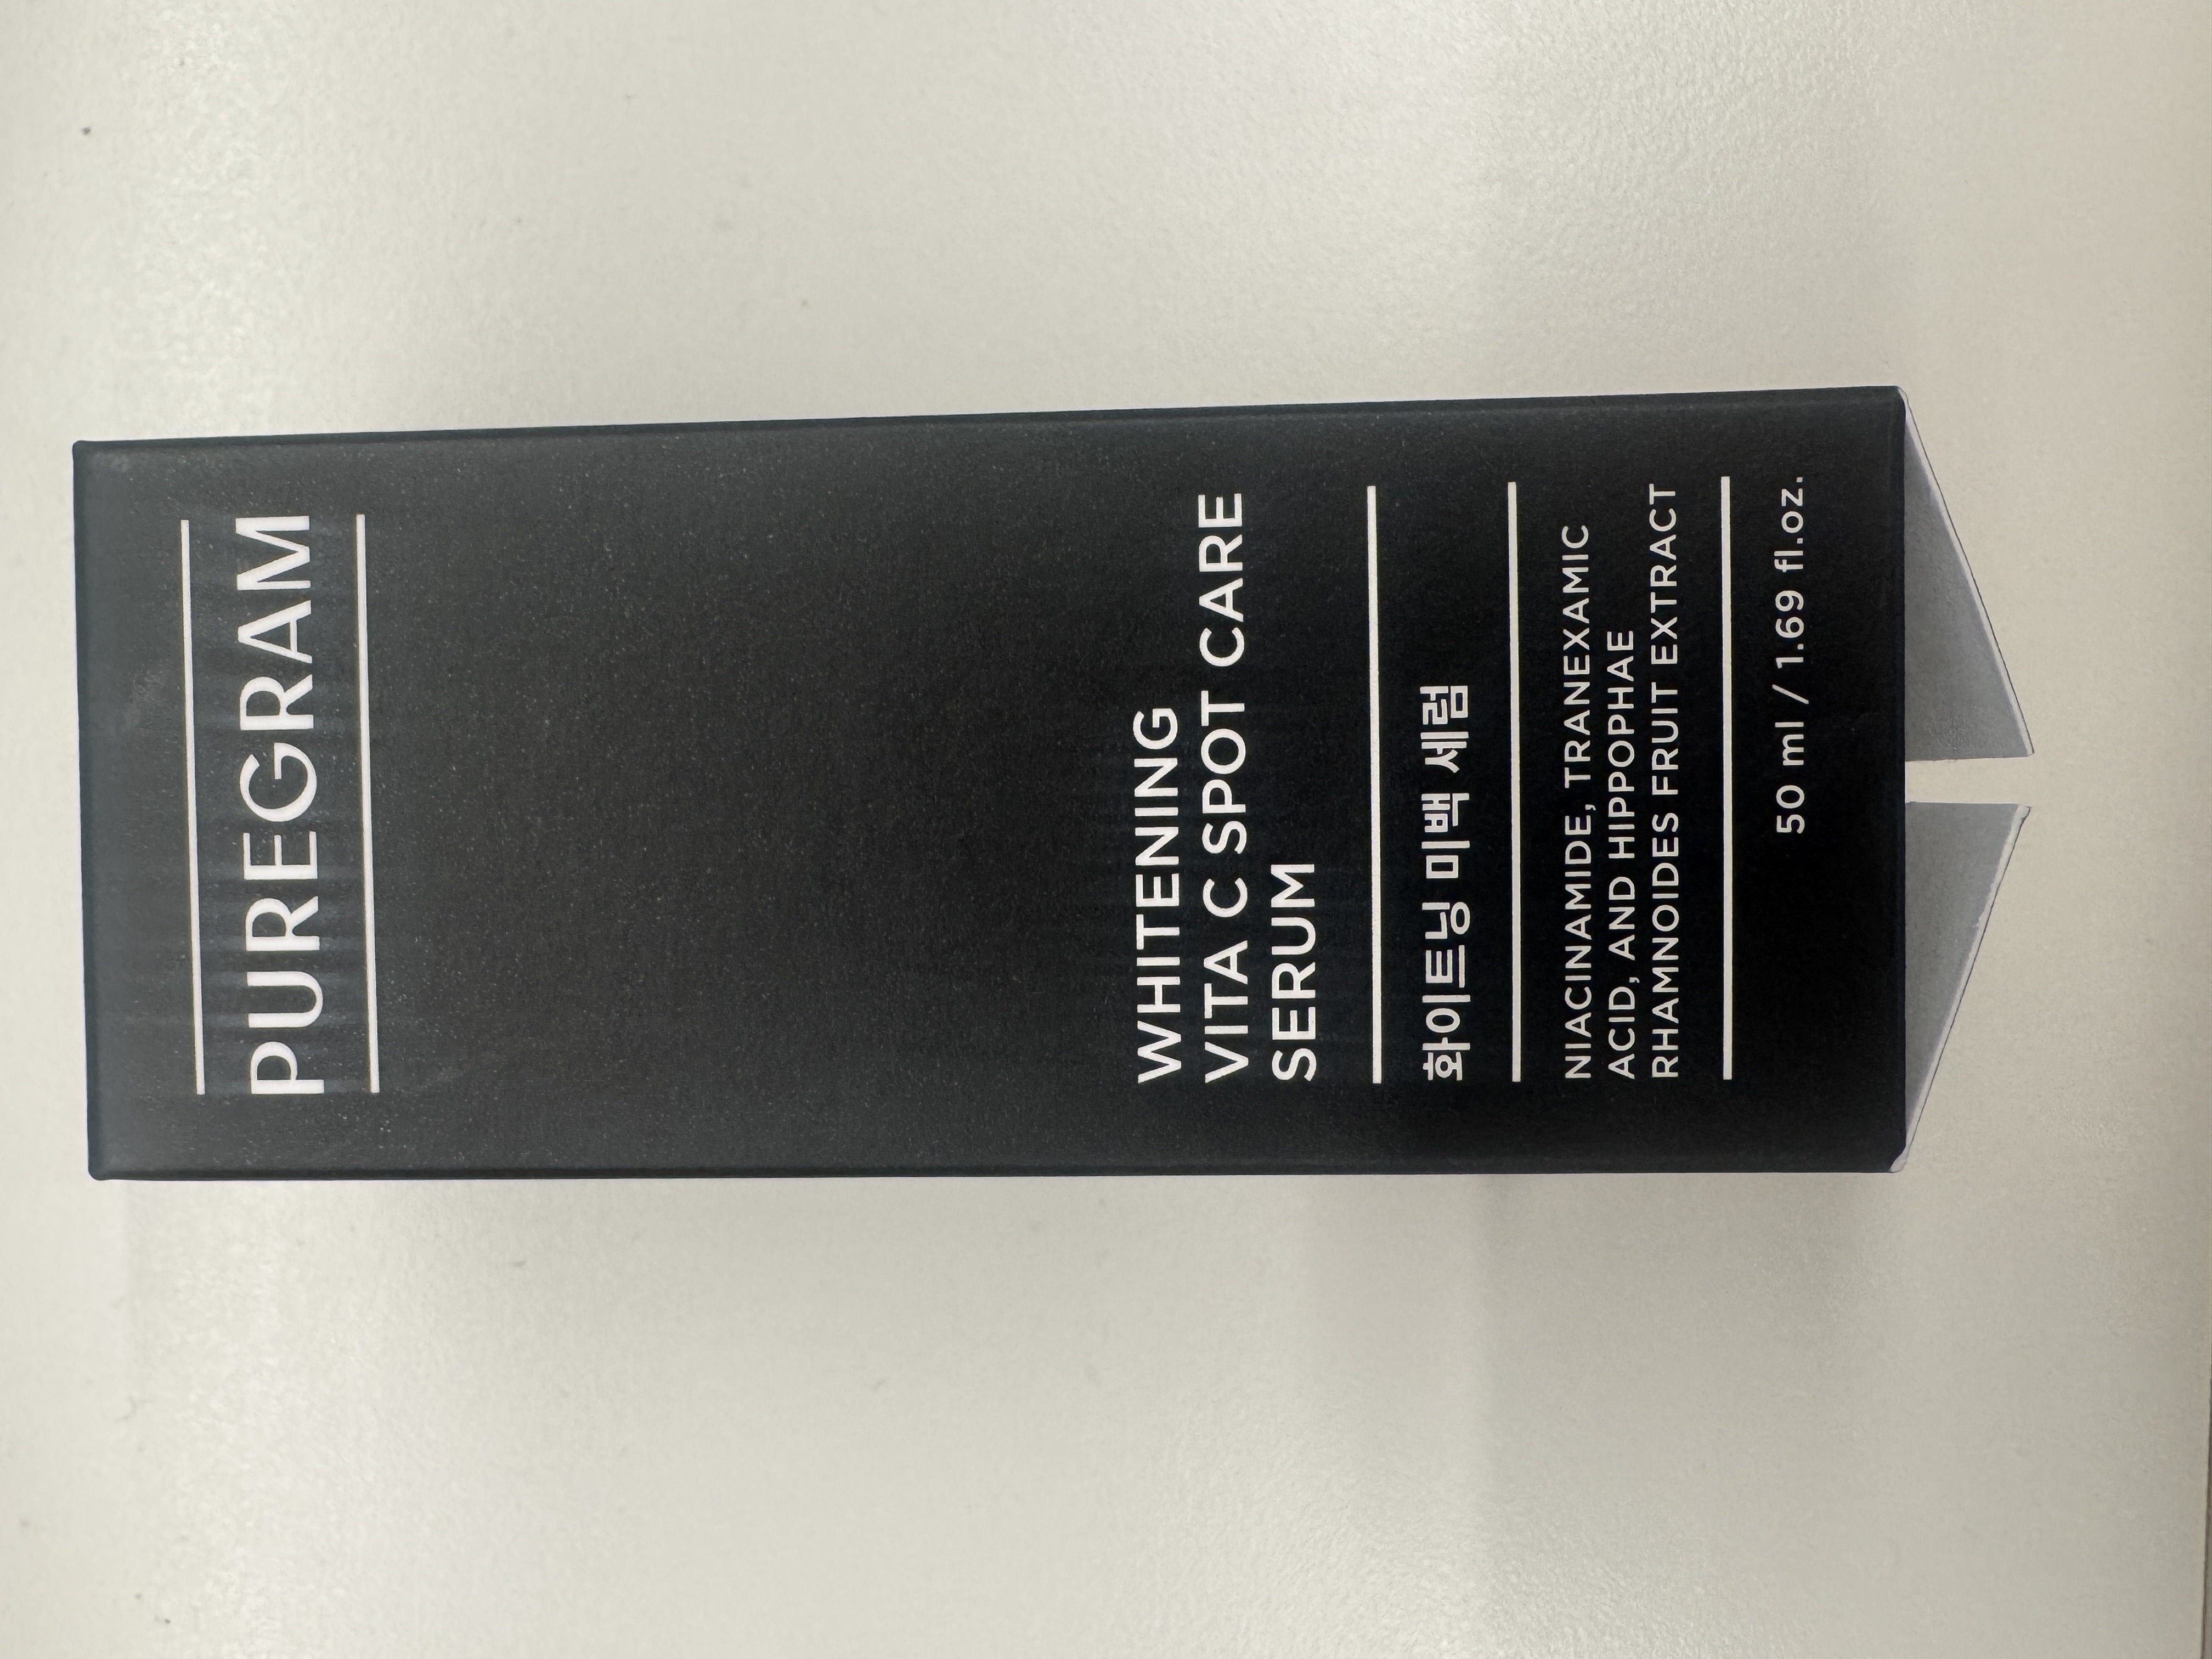 PUREGRAM
WHITENING
VITA C SPOT CARE
SERUM
화이트닝 미백 세럼
NIACINAMIDE, TRANEXAMIC
ACID, AND HIPPOPHAE
RHAMNOIDES FRUIT EXTRACT
50 ml / 1.69 fl.oz.